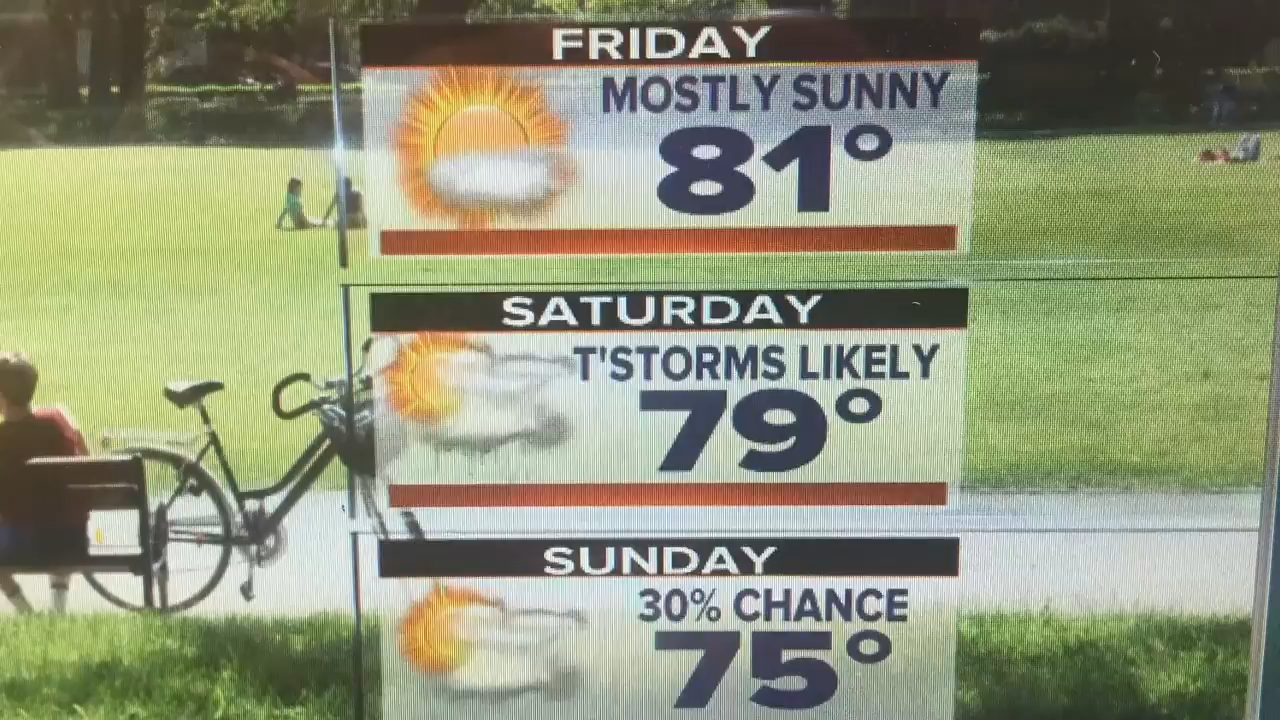 FRIDAY
MOSTLY SUNNY
81°
SATURDAY
T'STORMS LIKELY
79°
SUNDAY
30% CHANCE
75°